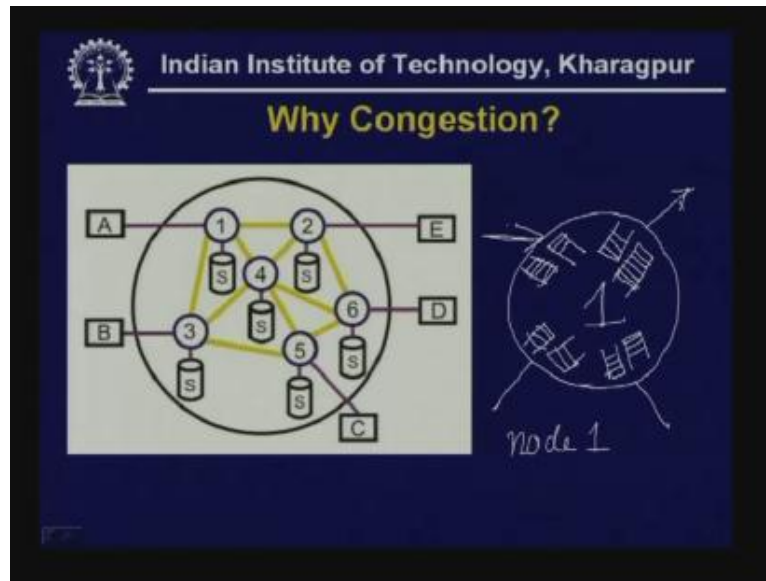 Indian Institute of Technology, Kharagpur
Why Congestion?
A
1
2
E
S
4
S
S
B
3
6
D
S
5
S
S
C
1
node 1